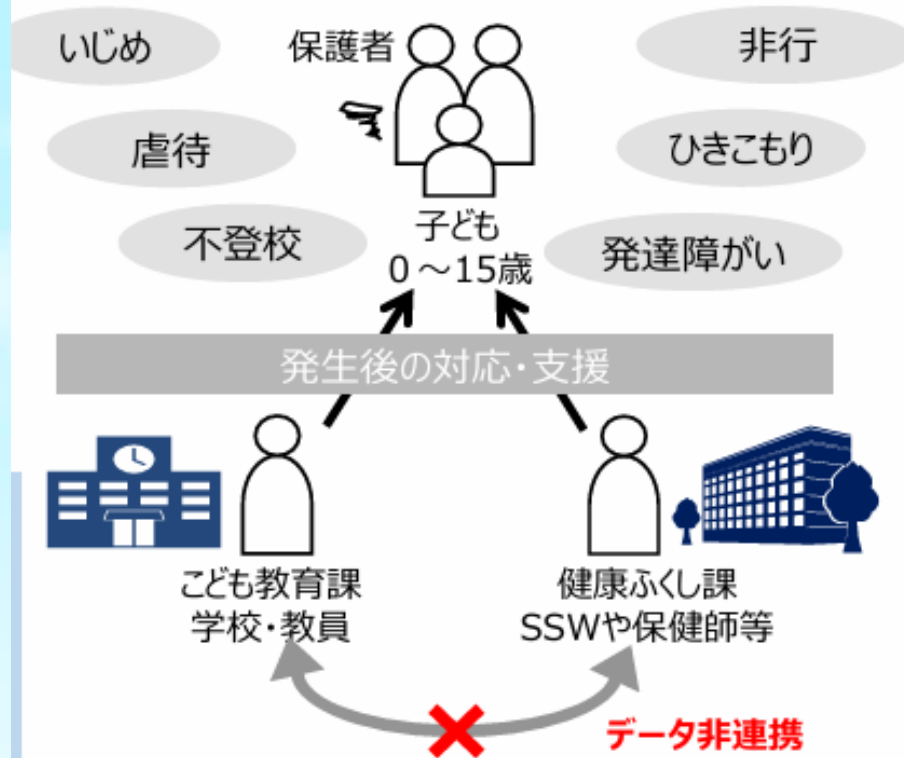 いじめ
保護者
非行
虐待
ひきこもり
不登校
子ども
0~15歳
発達障がい
発生後の対応・支援
こども教育課
学校・教員
健康ふくし課
SSWや保健師等
データ非連携